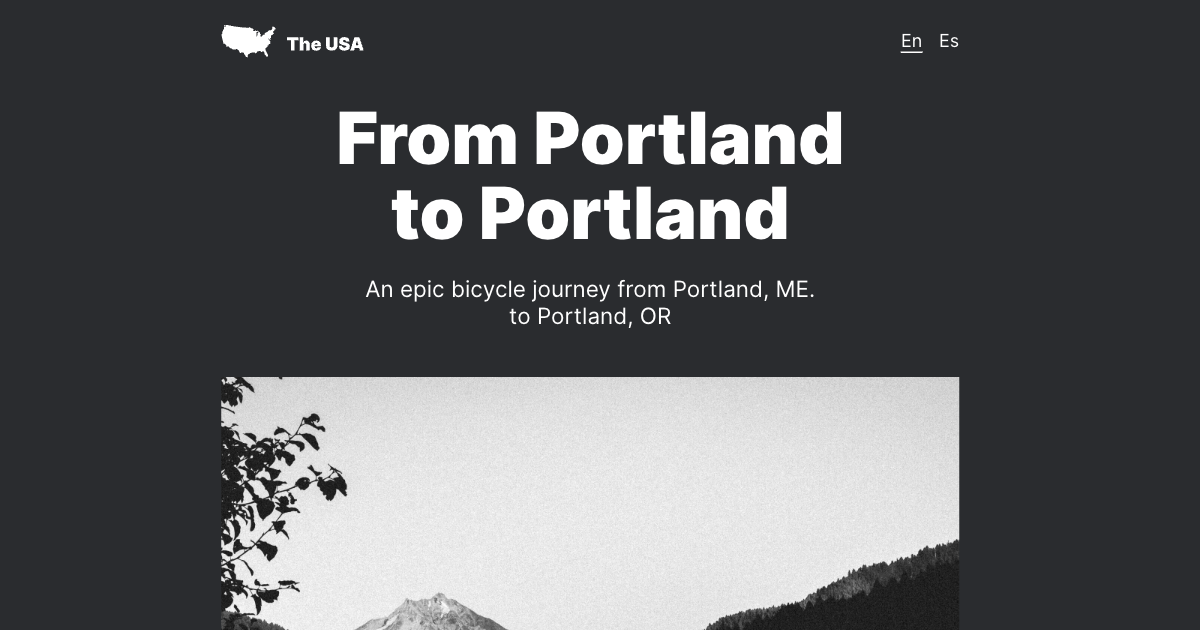 The USA
En Es
From Portland
to Portland
An epic bicycle journey from Portland, ME.
to Portland, OR